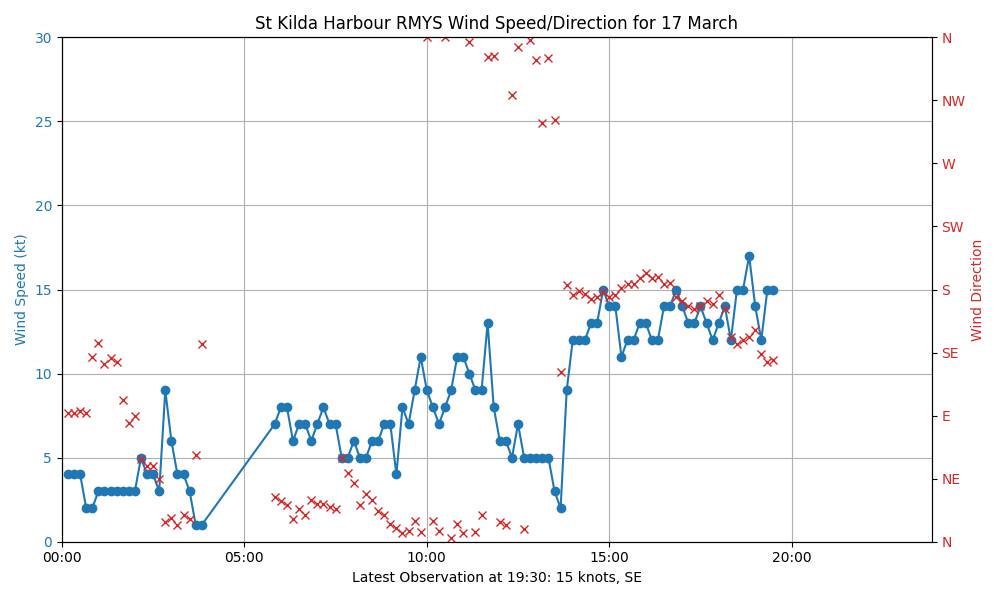 St Kilda Harbour RMYS Wind Speed/Direction for 17 March
Wind Speed (kt)
30
25
20
15
10
5
0
N
NW
W
SW
S
SE
E
NE
N
Wind Direction
00:00 05:00 10:00 15:00 20:00
Latest Observation at 19:30: 15 knots, SE